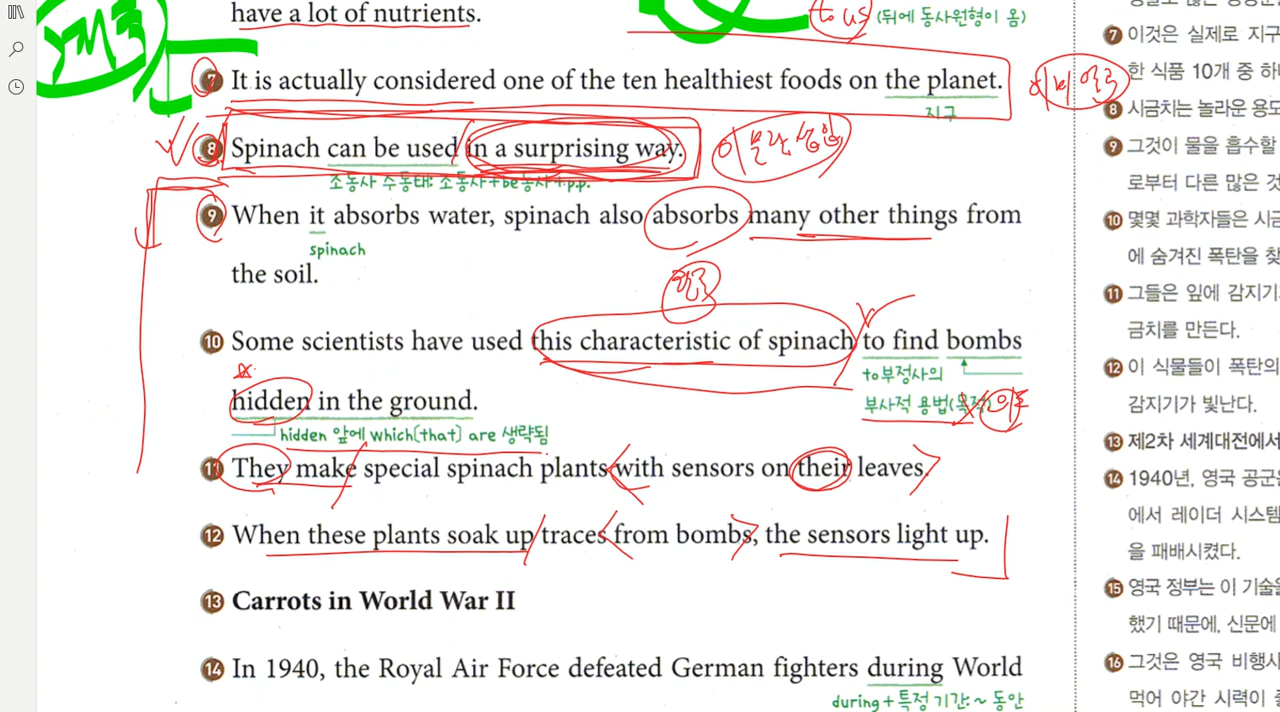 have a lot of nutrients.
to us (뒤에 동사원형이 옴)
7 It is actually considered one of the ten healthiest foods on the planet.
지구
8 Spinach can be used in a surprising way.
조동사 수동태: 조동사+be동사+p.p.
9 When it absorbs water, spinach also absorbs many other things from
spinach
the soil.
10 Some scientists have used this characteristic of spinach to find bombs
to부정사의
hidden in the ground.
부사적 용법(목적)
hidden 앞에 which(that) are 생략됨
11 They make special spinach plants with sensors on their leaves.
12 When these plants soak up traces from bombs, the sensors light up.
13 Carrots in World War II
14 In 1940, the Royal Air Force defeated German fighters during World
during+특정 기간: ~ 동안
7 이것은 실제로 지구
한 식품 10개 중 하
8 시금치는 놀라운 용도
9 그것이 물을 흡수할
로부터 다른 많은 것
10 몇몇 과학자들은 시금
에 숨겨진 폭탄을 찾
11 그들은 잎에 감지기
금치를 만든다.
12 이 식물들이 폭탄의
감지기가 빛난다.
13 제2차 세계대전에서
14 1940년, 영국 공군은
에서 레이더 시스템
을 패배시켰다.
15 영국 정부는 이 기술을
했기 때문에, 신문에
16 그것은 영국 비행사
먹어 야간 시력이